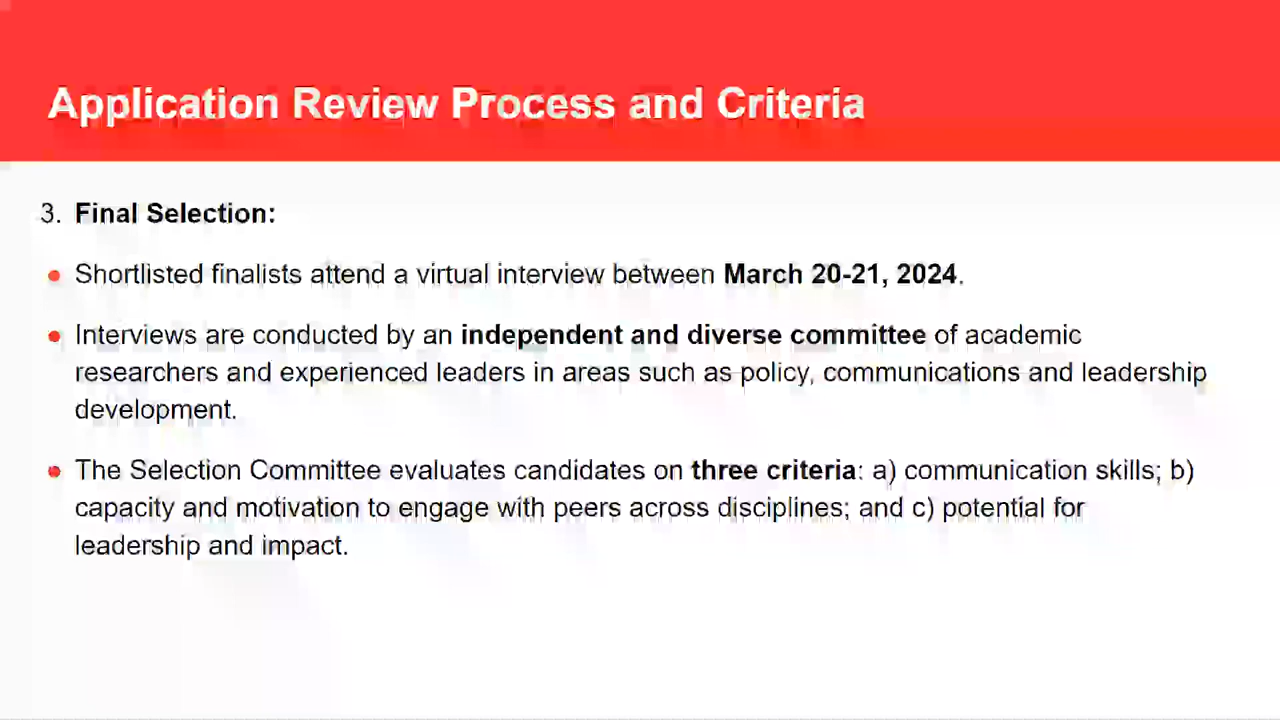 Application Review Process and Criteria
3. Final Selection:
• Shortlisted finalists attend a virtual interview between March 20-21, 2024.
• Interviews are conducted by an independent and diverse committee of academic
researchers and experienced leaders in areas such as policy, communications and leadership
development.
• The Selection Committee evaluates candidates on three criteria: a) communication skills; b)
capacity and motivation to engage with peers across disciplines; and c) potential for
leadership and impact.